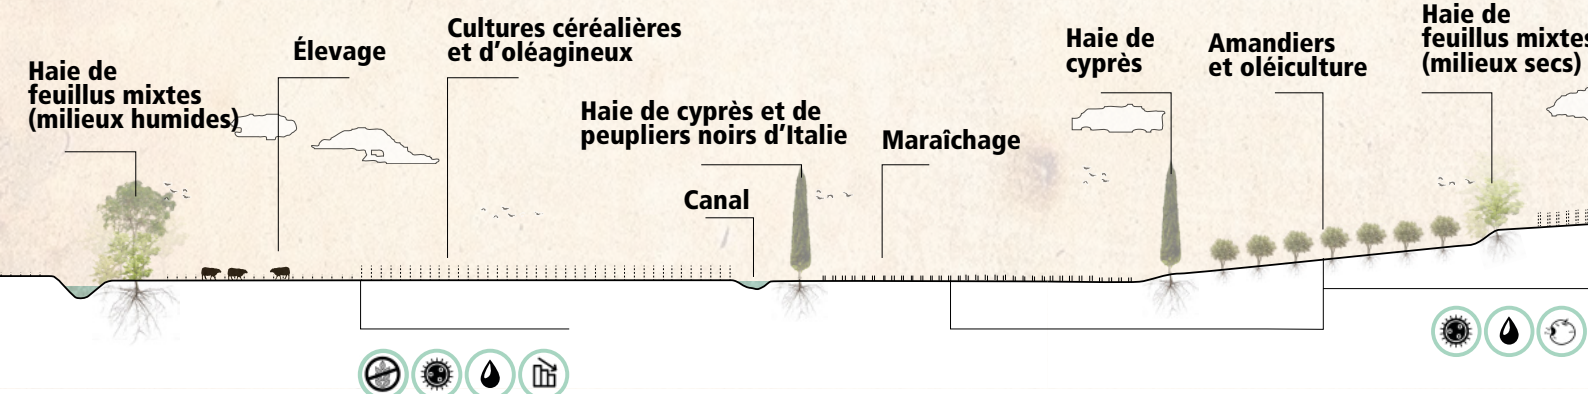 Haie de
feuillus mixtes
(milieux humides)
Élevage
Cultures céréalières
et d’oléagineux
Haie de cyprès et de
peupliers noirs d’Italie
Canal
Maraîchage
Haie de
cyprès
Amandiers
et oléiculture
Haie de
feuillus mixtes
(milieux secs)